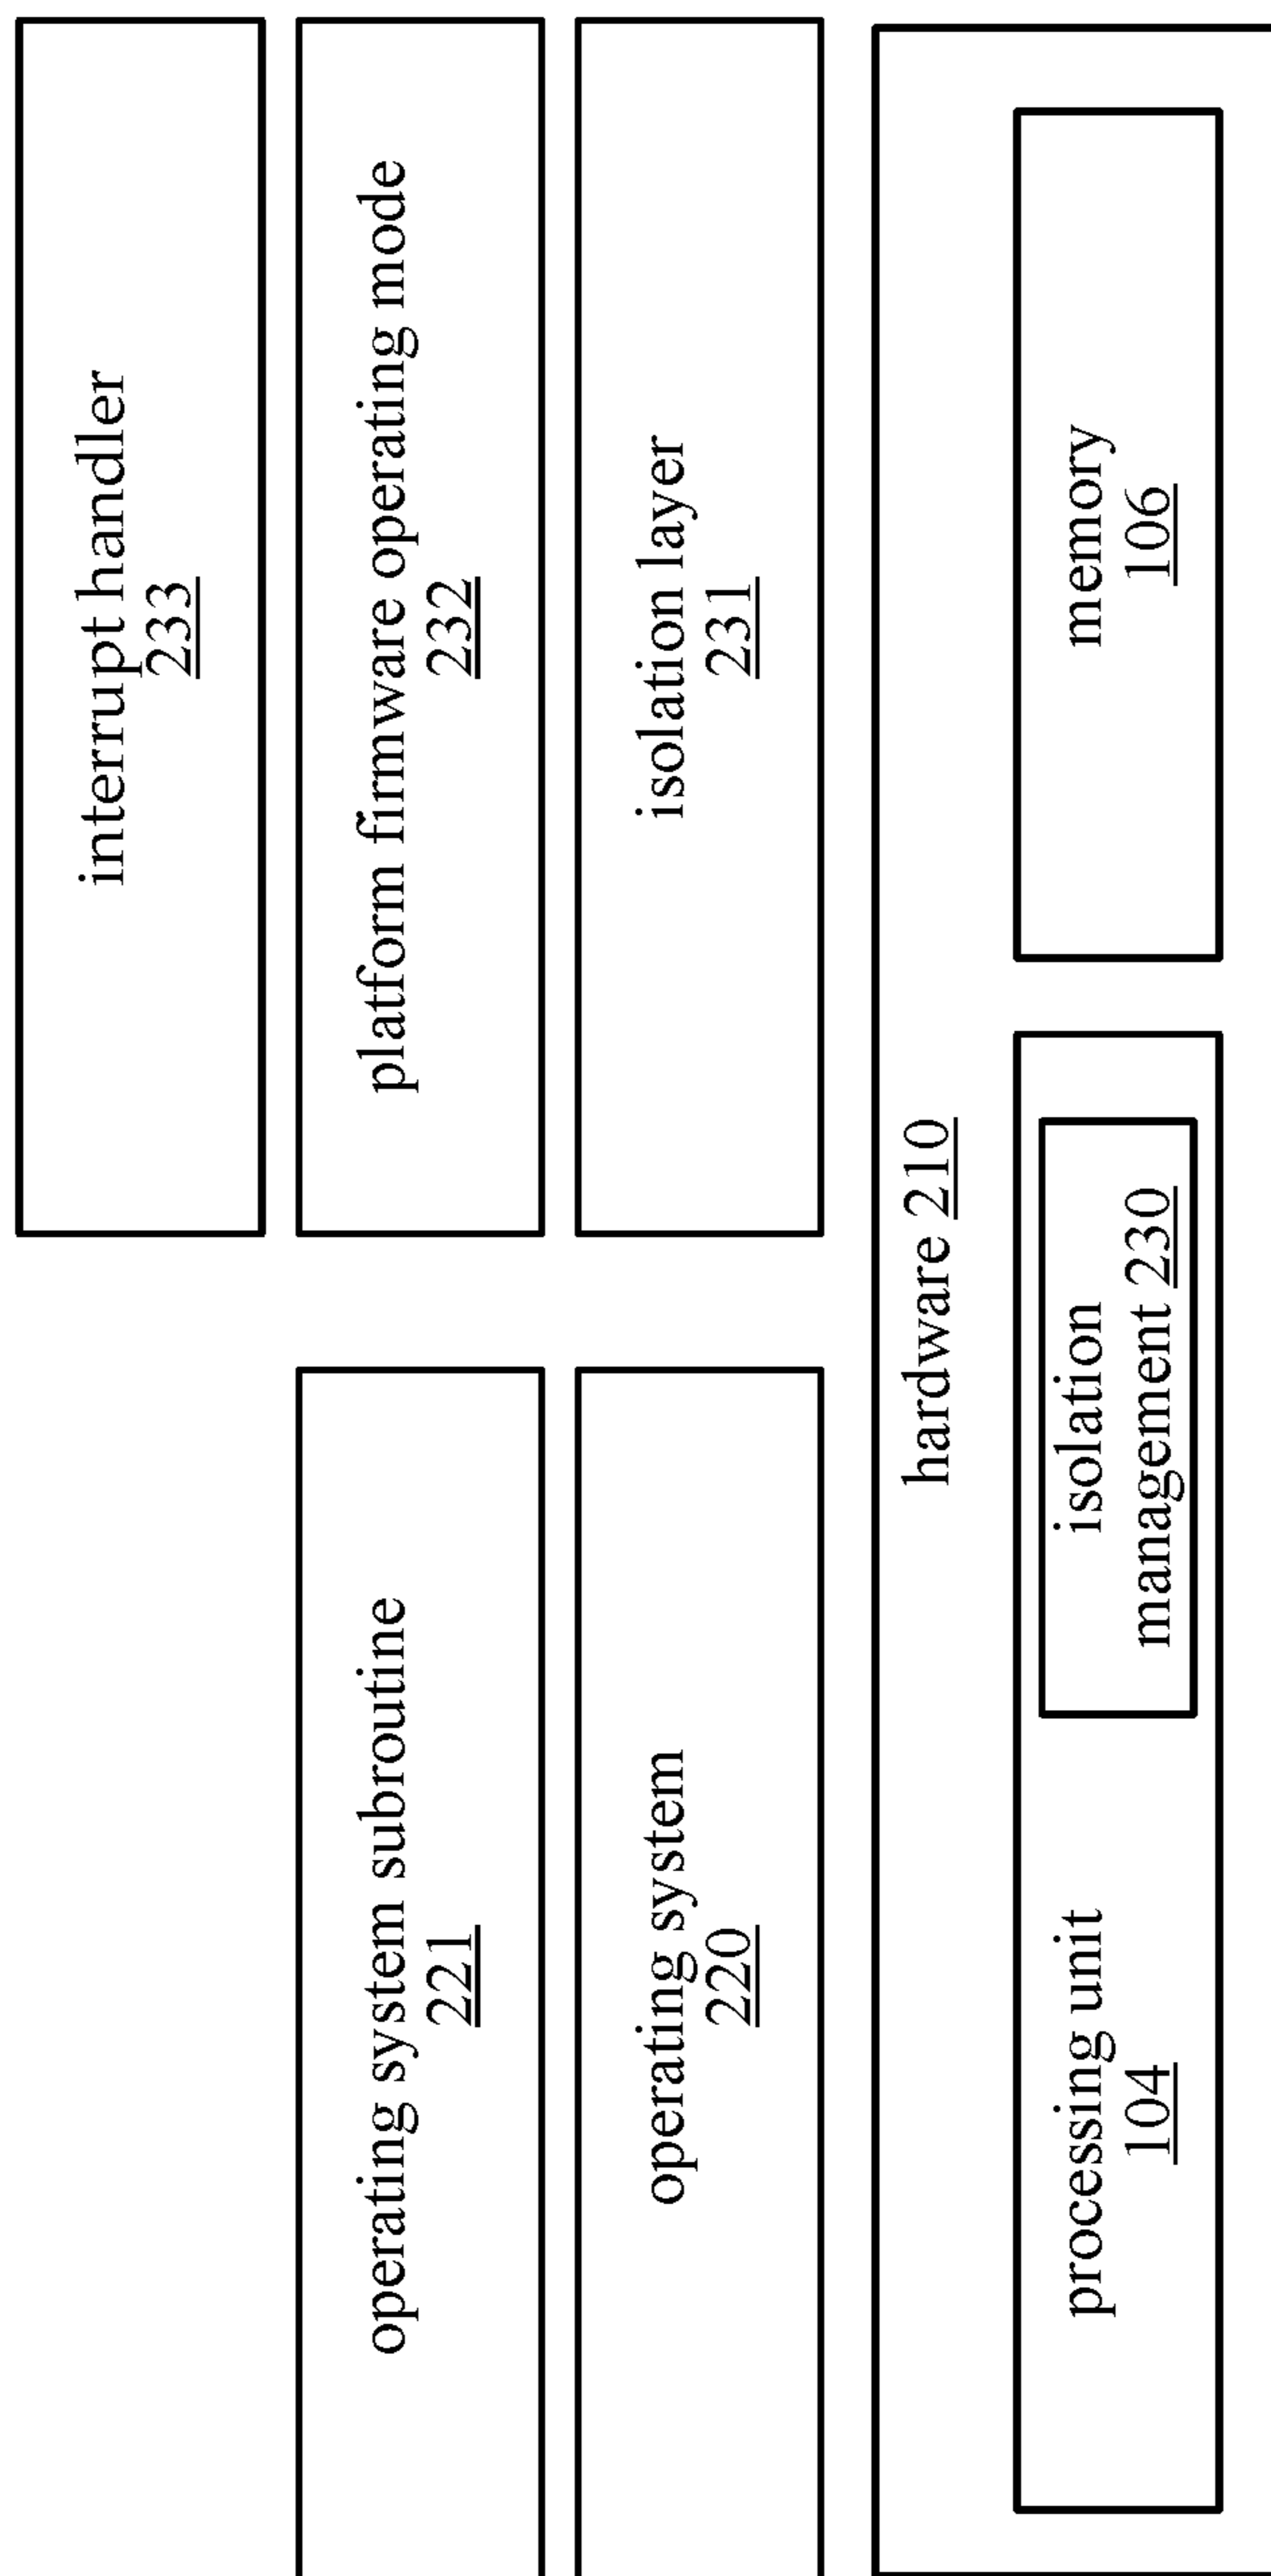 interrupt handler
233
operating system subroutine
221
platform firmware operating mode
232
operating system
220
isolation layer
231
hardware 210
processing unit
104
isolation
management 230
memory
106